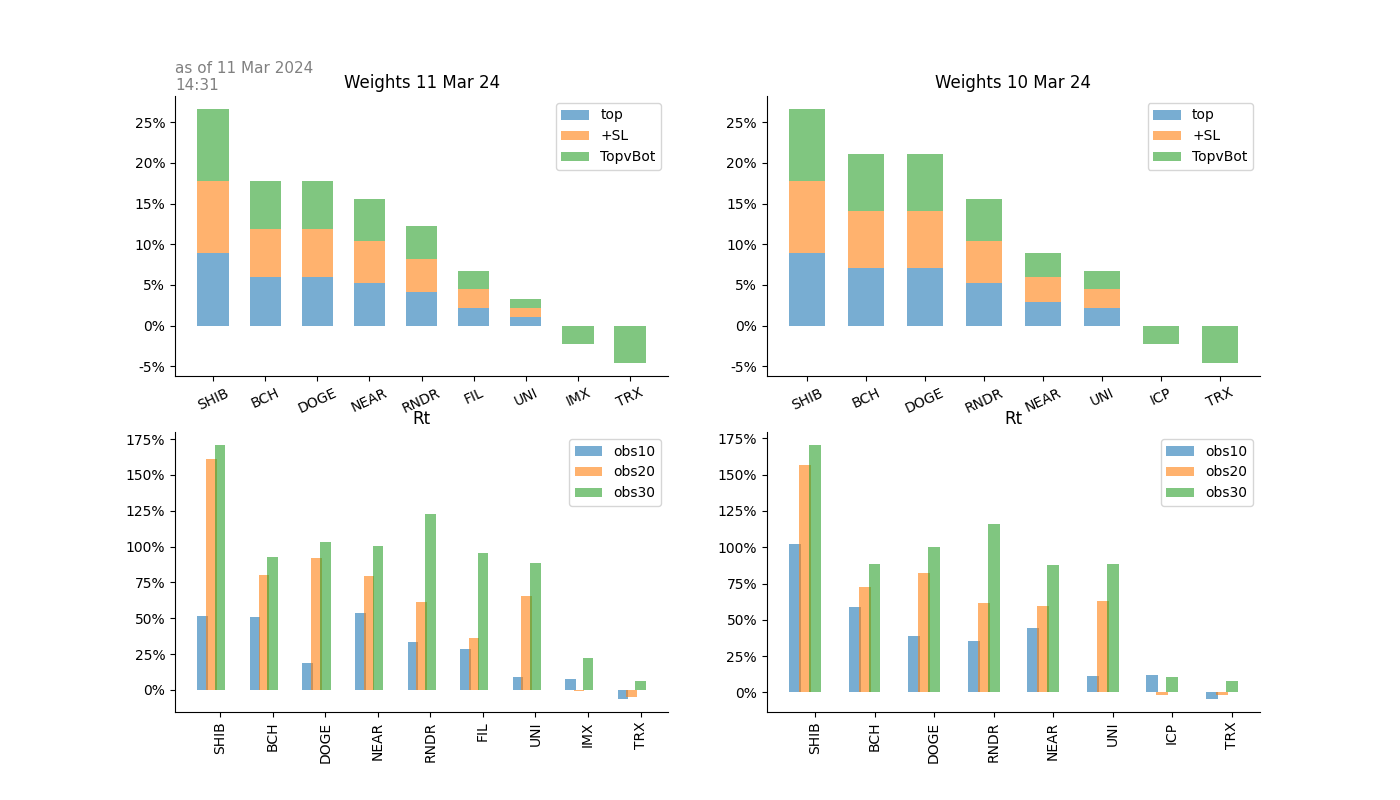 as of 11 Mar 2024
14:31
Weights 11 Mar 24
25%
20%
15%
10%
5%
0%
-5%
top
+SL
TopvBot
SHIB BCH DOGE NEAR RNDR FIL UNI IMX TRX
Weights 10 Mar 24
25%
20%
15%
10%
5%
0%
-5%
top
+SL
TopvBot
SHIB BCH DOGE RNDR NEAR UNI ICP TRX
Rt
175%
150%
125%
100%
75%
50%
25%
0%
obs10
obs20
obs30
SHIB BCH DOGE NEAR RNDR FIL UNI IMX TRX
Rt
175%
150%
125%
100%
75%
50%
25%
0%
obs10
obs20
obs30
SHIB BCH DOGE RNDR NEAR UNI ICP TRX